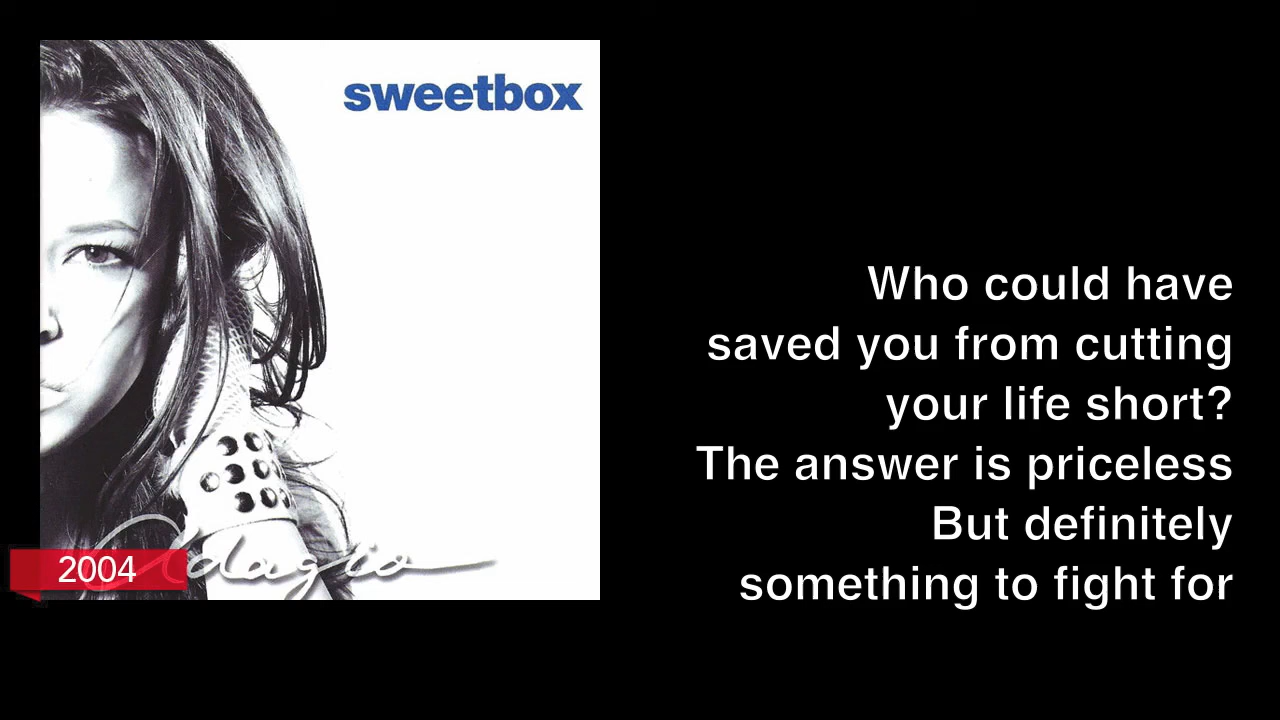 sweetbox
Who could have
saved you from cutting
your life short?
The answer is priceless
But definitely
something to fight for
Adagio
2004